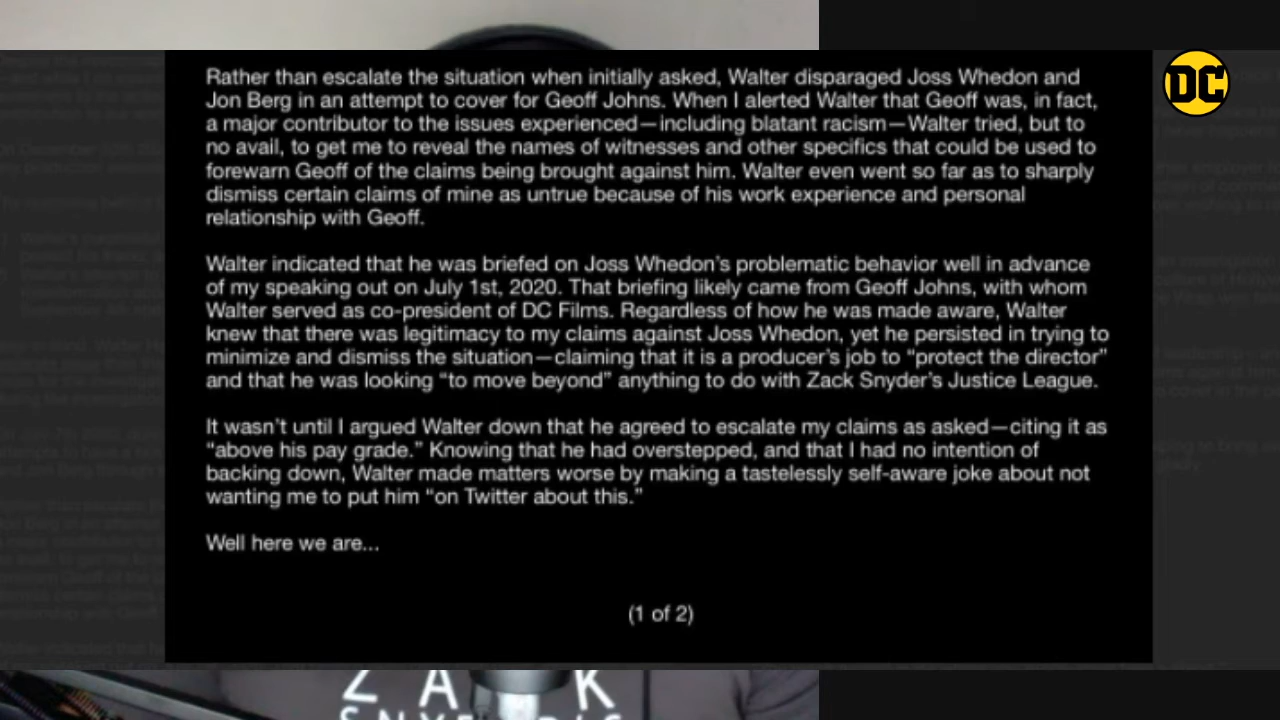 DC
Rather than escalate the situation when initially asked, Walter disparaged Joss Whedon and
Jon Berg in an attempt to cover for Geoff Johns. When I alerted Walter that Geoff was, in fact,
a major contributor to the issues experienced—including blatant racism—Walter tried, but to
no avail, to get me to reveal the names of witnesses and other specifics that could be used to
forewarn Geoff of the claims being brought against him. Walter even went so far as to sharply
dismiss certain claims of mine as untrue because of his work experience and personal
relationship with Geoff.
Walter indicated that he was briefed on Joss Whedon's problematic behavior well in advance
of my speaking out on July 1st, 2020. That briefing likely came from Geoff Johns, with whom
Walter served as co-president of DC Films. Regardless of how he was made aware, Walter
knew that there was legitimacy to my claims against Joss Whedon, yet he persisted in trying to
minimize and dismiss the situation—claiming that it is a producer's job to "protect the director"
and that he was looking "to move beyond" anything to do with Zack Snyder's Justice League.
It wasn't until I argued Walter down that he agreed to escalate my claims as asked—citing it as
"above his pay grade." Knowing that he had overstepped, and that I had no intention of
backing down, Walter made matters worse by making a tastelessly self-aware joke about not
wanting me to put him "on Twitter about this."
Well here we are...
(1 of 2)